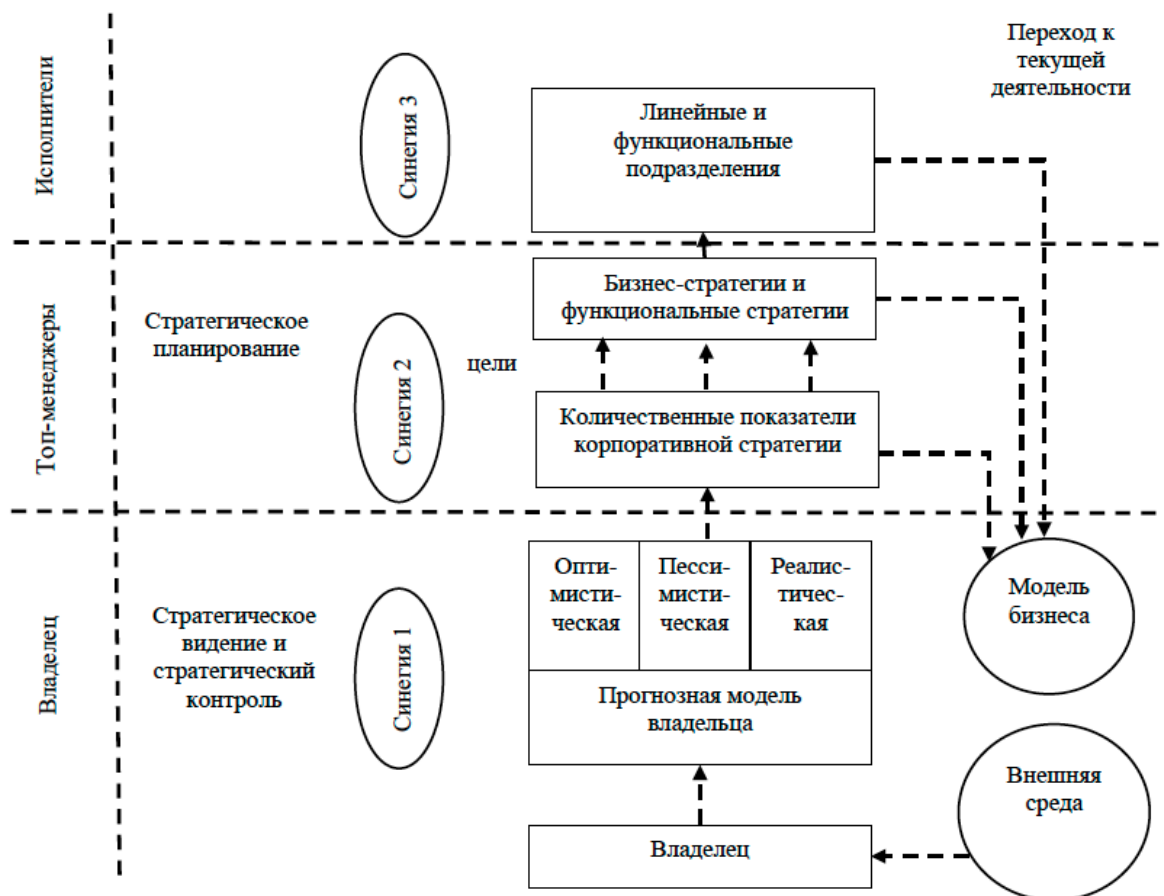 Исполнители
Синегия 3
Линейные и
функциональные
подразделения
Переход к
текущей
деятельности
Топ-менеджеры
Стратегическое
планирование
Синегия 2
цели
Бизнес-стратегии и
функциональные стратегии
Количественные показатели
корпоративной стратегии
Владелец
Стратегическое
видение и
стратегический
контроль
Синегия 1
Опти-
мисти-
ческая
Песси-
мисти-
ческая
Реалис-
тичес-
кая
Прогнозная модель
владельца
Владелец
Модель
бизнеса
Внешняя
среда